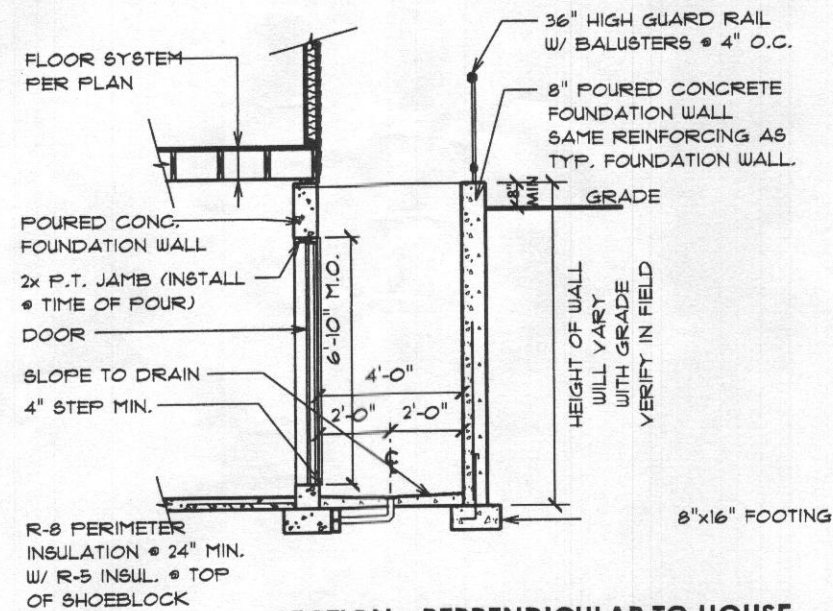 36" HIGH GUARD RAIL
W/ BALUSTERS @ 4" O.C.
FLOOR SYSTEM
PER PLAN
8" POURED CONCRETE
FOUNDATION WALL
SAME REINFORCING AS
TYP. FOUNDATION WALL.
8"
MIN
GRADE
POURED CONC.
FOUNDATION WALL
2x P.T. JAMB (INSTALL
@ TIME OF POUR)
DOOR
6'-10" M.O.
SLOPE TO DRAIN
4'-0"
4" STEP MIN.
2'-0"
2'-0"
HEIGHT OF WALL
WILL VARY
WITH GRADE
VERIFY IN FIELD
R-8 PERIMETER
INSULATION @ 24" MIN.
W/ R-5 INSUL. @ TOP
OF SHOEBLOCK
8"x16" FOOTING
PERPENDICULAR TO HOUSE